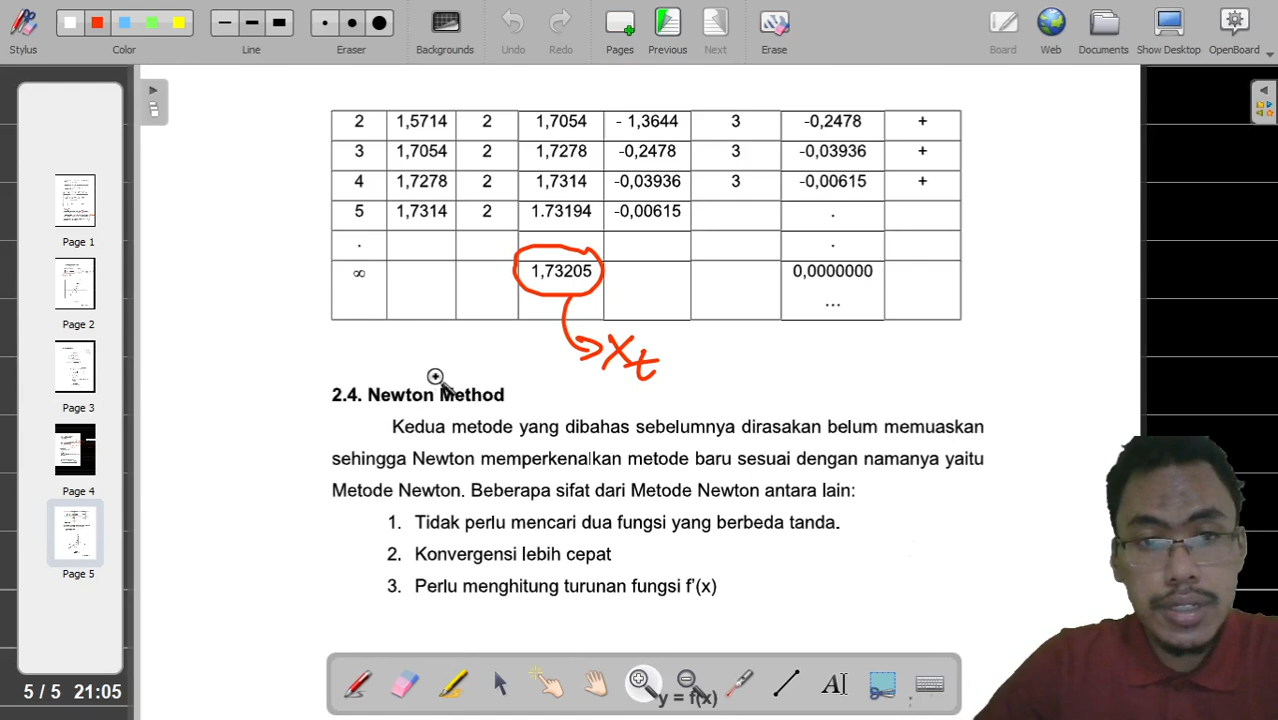 Stylus
Color
Line
Eraser
Backgrounds
Undo
Redo
Pages
Previous
Next
Erase
Board
Web
Documents
Show Desktop
OpenBoard
2 1,5714 2 1,7054 - 1,3644 3 -0,2478 +
3 1,7054 2 1,7278 -0,2478 3 -0,03936 +
4 1,7278 2 1,7314 -0,03936 3 -0,00615 +
5 1,7314 2 1.73194 -0,00615 .
. .
∞ 1,73205 0,0000000
...
Xt
2.4. Newton Method
Kedua metode yang dibahas sebelumnya dirasakan belum memuaskan
sehingga Newton memperkenalkan metode baru sesuai dengan namanya yaitu
Metode Newton. Beberapa sifat dari Metode Newton antara lain:
1. Tidak perlu mencari dua fungsi yang berbeda tanda.
2. Konvergensi lebih cepat
3. Perlu menghitung turunan fungsi f'(x)
y = f(x)
Page 1
Page 2
Page 3
Page 4
Page 5
5 / 5 21:05